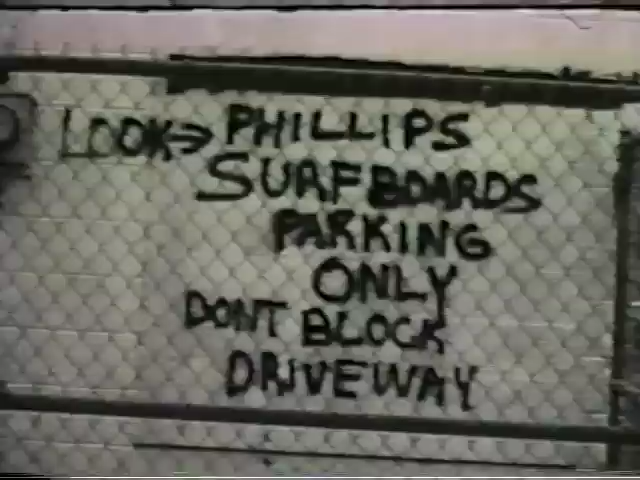 LOOK⇒ PHILLIPS
SURFBOARDS
PARKING
ONLY
DONT BLOCK
DRIVEWAY